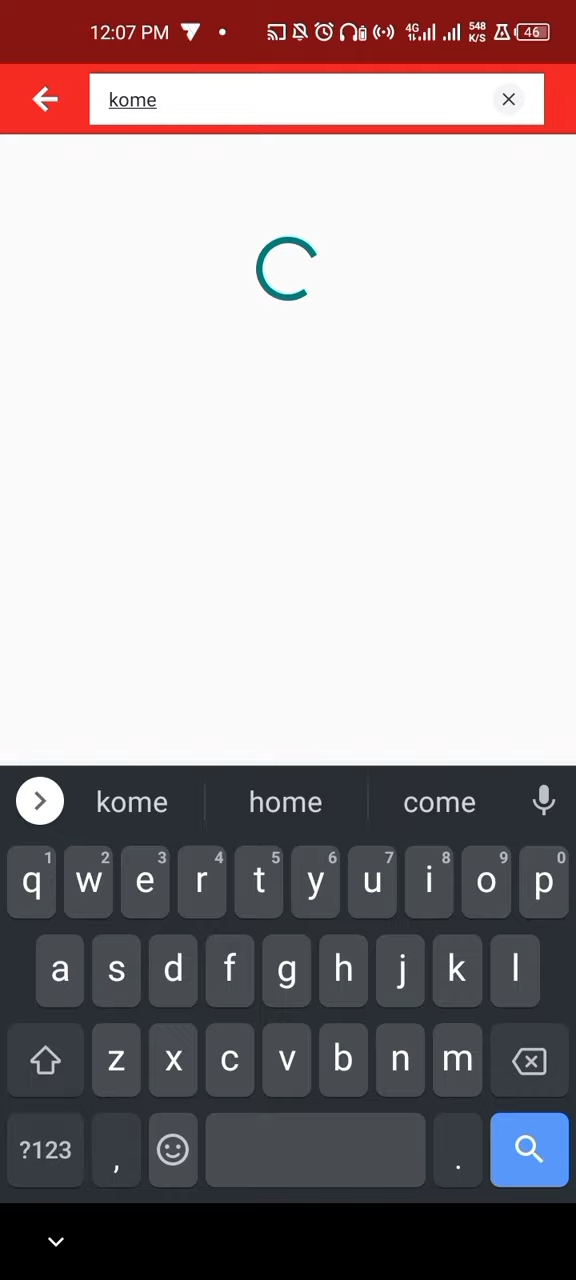 12:07 PM 4G 548 K/S 46
kome
kome home come
1 2 3 4 5 6 7 8 9 0
q w e r t y u i o p
a s d f g h j k l
z x c v b n m
?123 , .